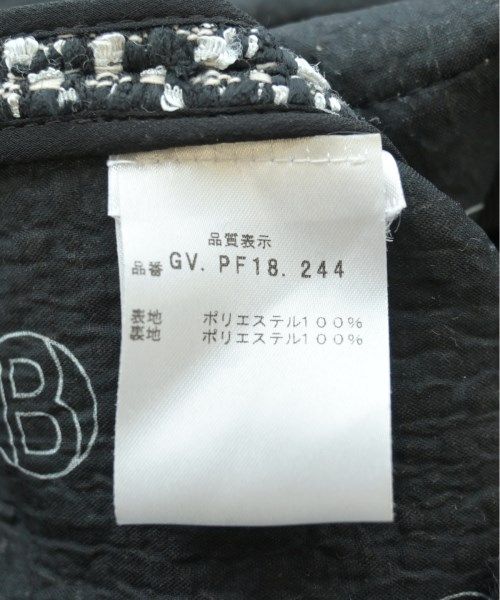 品質表示
品番 GV. PF18. 244
表地 ポリエステル100%
裏地 ポリエステル100%
B